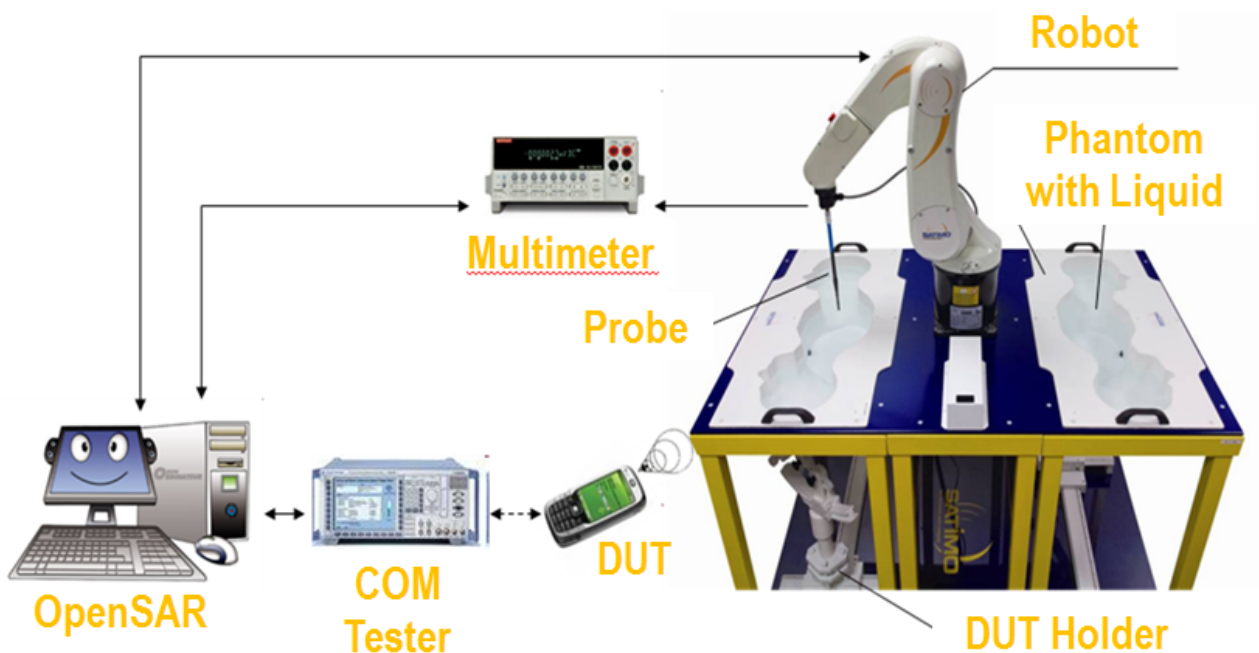 Robot
Phantom
with Liquid
Multimeter
Probe
SATIMO
OpenSAR
COM
Tester
DUT
SATIMO
DUT Holder